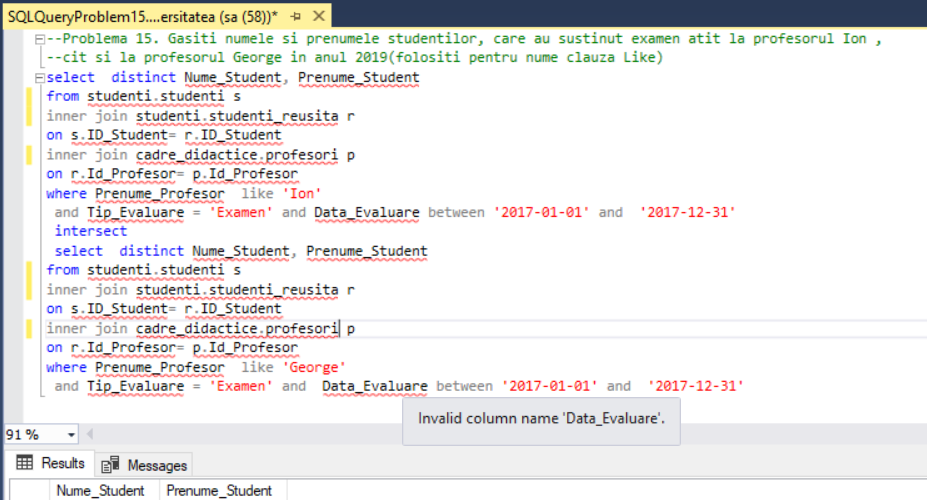 SQLQueryProblem15....ersitatea (sa (58))*
--Problema 15. Gasiti numele si prenumele studentilor, care au sustinut examen atit la profesorul Ion ,
--cit si la profesorul George in anul 2019(folositi pentru nume clauza Like)
select  distinct Nume_Student, Prenume_Student
from studenti.studenti s
inner join studenti.studenti_reusita r
on s.ID_Student= r.ID_Student
inner join cadre_didactice.profesori p
on r.Id_Profesor= p.Id_Profesor
where Prenume_Profesor  like 'Ion'
and Tip_Evaluare = 'Examen' and Data_Evaluare between '2017-01-01' and  '2017-12-31'
intersect
select  distinct Nume_Student, Prenume_Student
from studenti.studenti s
inner join studenti.studenti_reusita r
on s.ID_Student= r.ID_Student
inner join cadre_didactice.profesori p
on r.Id_Profesor= p.Id_Profesor
where Prenume_Profesor  like 'George'
and Tip_Evaluare = 'Examen' and  Data_Evaluare between '2017-01-01' and  '2017-12-31'
Invalid column name 'Data_Evaluare'.
91 %
Results Messages
Nume_Student Prenume_Student